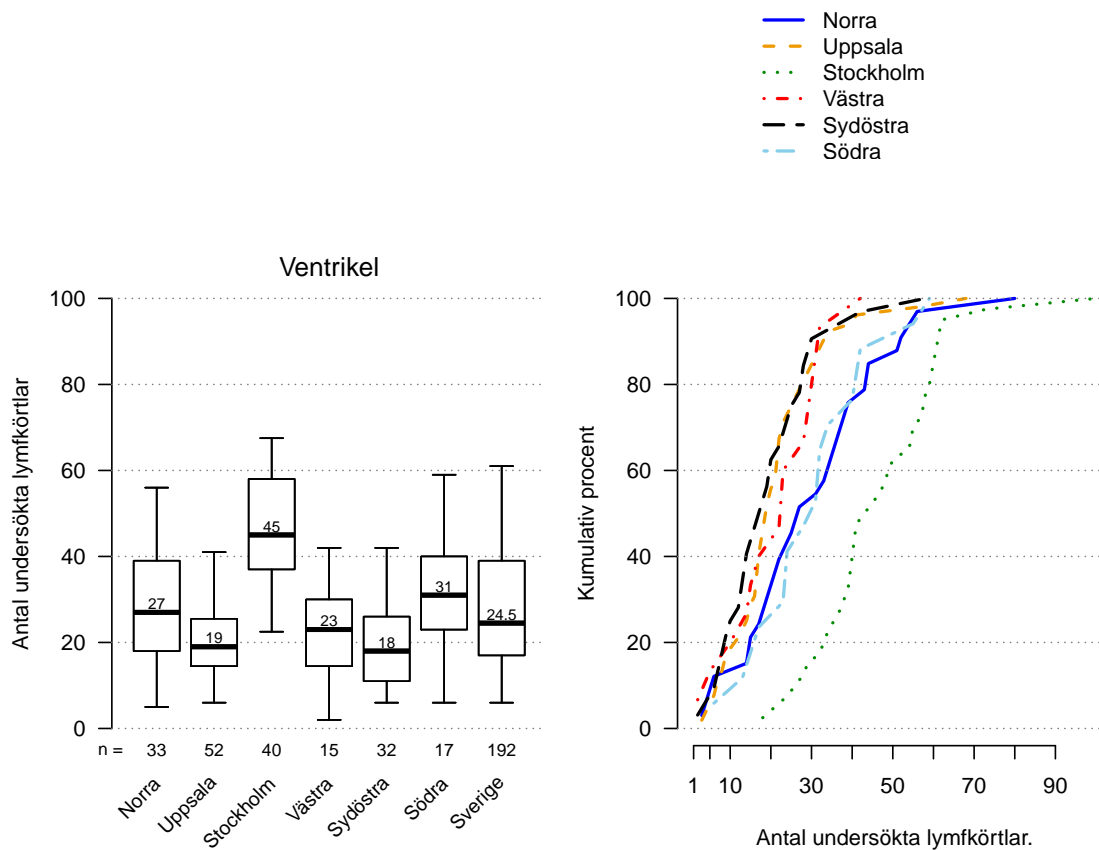 Norra
Uppsala
Stockholm
Västra
Sydöstra
Södra
Ventrikel
Antal undersökta lymfkörtlar
100
80
60
40
20
0
27
19
45
23
18
31
24.5
n = 33 52 40 15 32 17 192
Norra Uppsala Stockholm Västra Sydöstra Södra Sverige
Kumulativ procent
100
80
60
40
20
0
1 10 30 50 70 90
Antal undersökta lymfkörtlar.